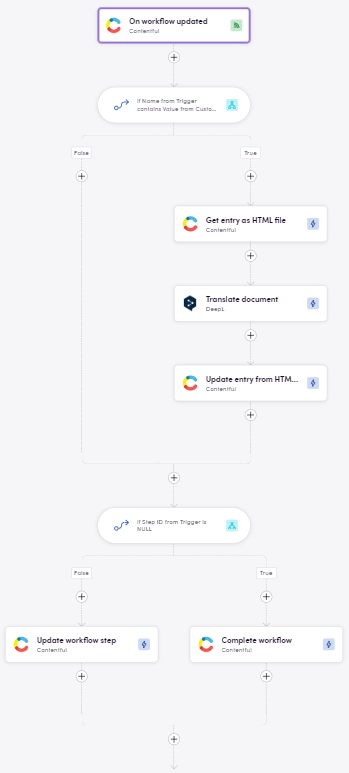 On workflow updated
Contentful
If Name from Trigger
contains Value from Custo...
False
True
Get entry as HTML file
Contentful
Translate document
DeepL
Update entry from HTM...
Contentful
If Step ID from Trigger is
NULL
False
True
Update workflow step
Contentful
Complete workflow
Contentful